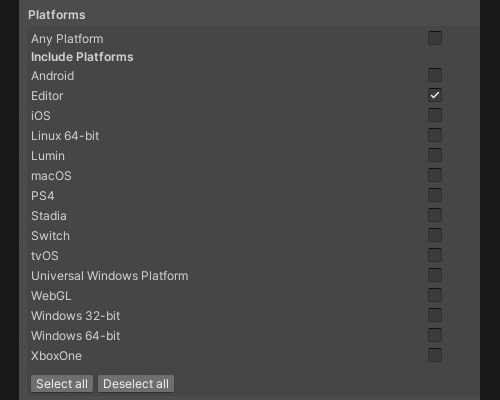 Platforms
Any Platform
Include Platforms
Android
Editor
iOS
Linux 64-bit
Lumin
macOS
PS4
Stadia
Switch
tvOS
Universal Windows Platform
WebGL
Windows 32-bit
Windows 64-bit
XboxOne
Select all Deselect all